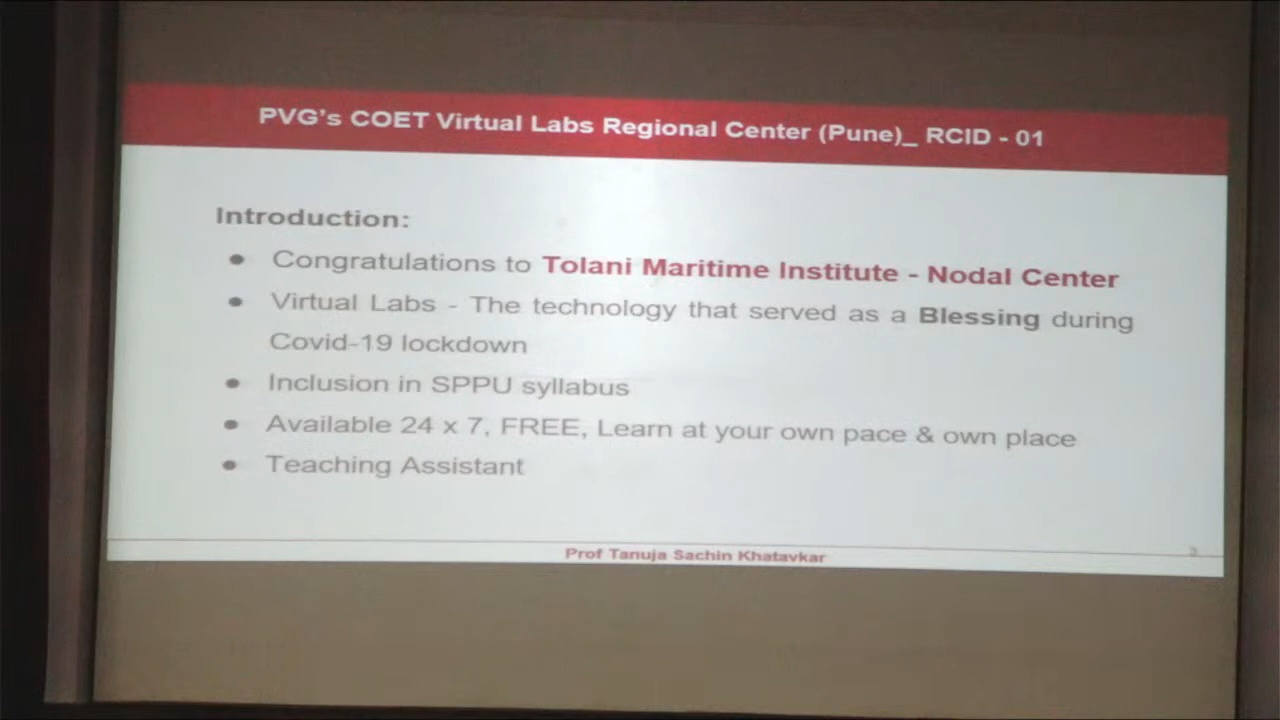 PVG's COET Virtual Labs Regional Center (Pune)_ RCID - 01
Introduction:
● Congratulations to Tolani Maritime Institute - Nodal Center
● Virtual Labs - The technology that served as a Blessing during
Covid-19 lockdown
● Inclusion in SPPU syllabus
● Available 24 x 7, FREE, Learn at your own pace & own place
● Teaching Assistant
Prof Tanuja Sachin Khatavkar
3